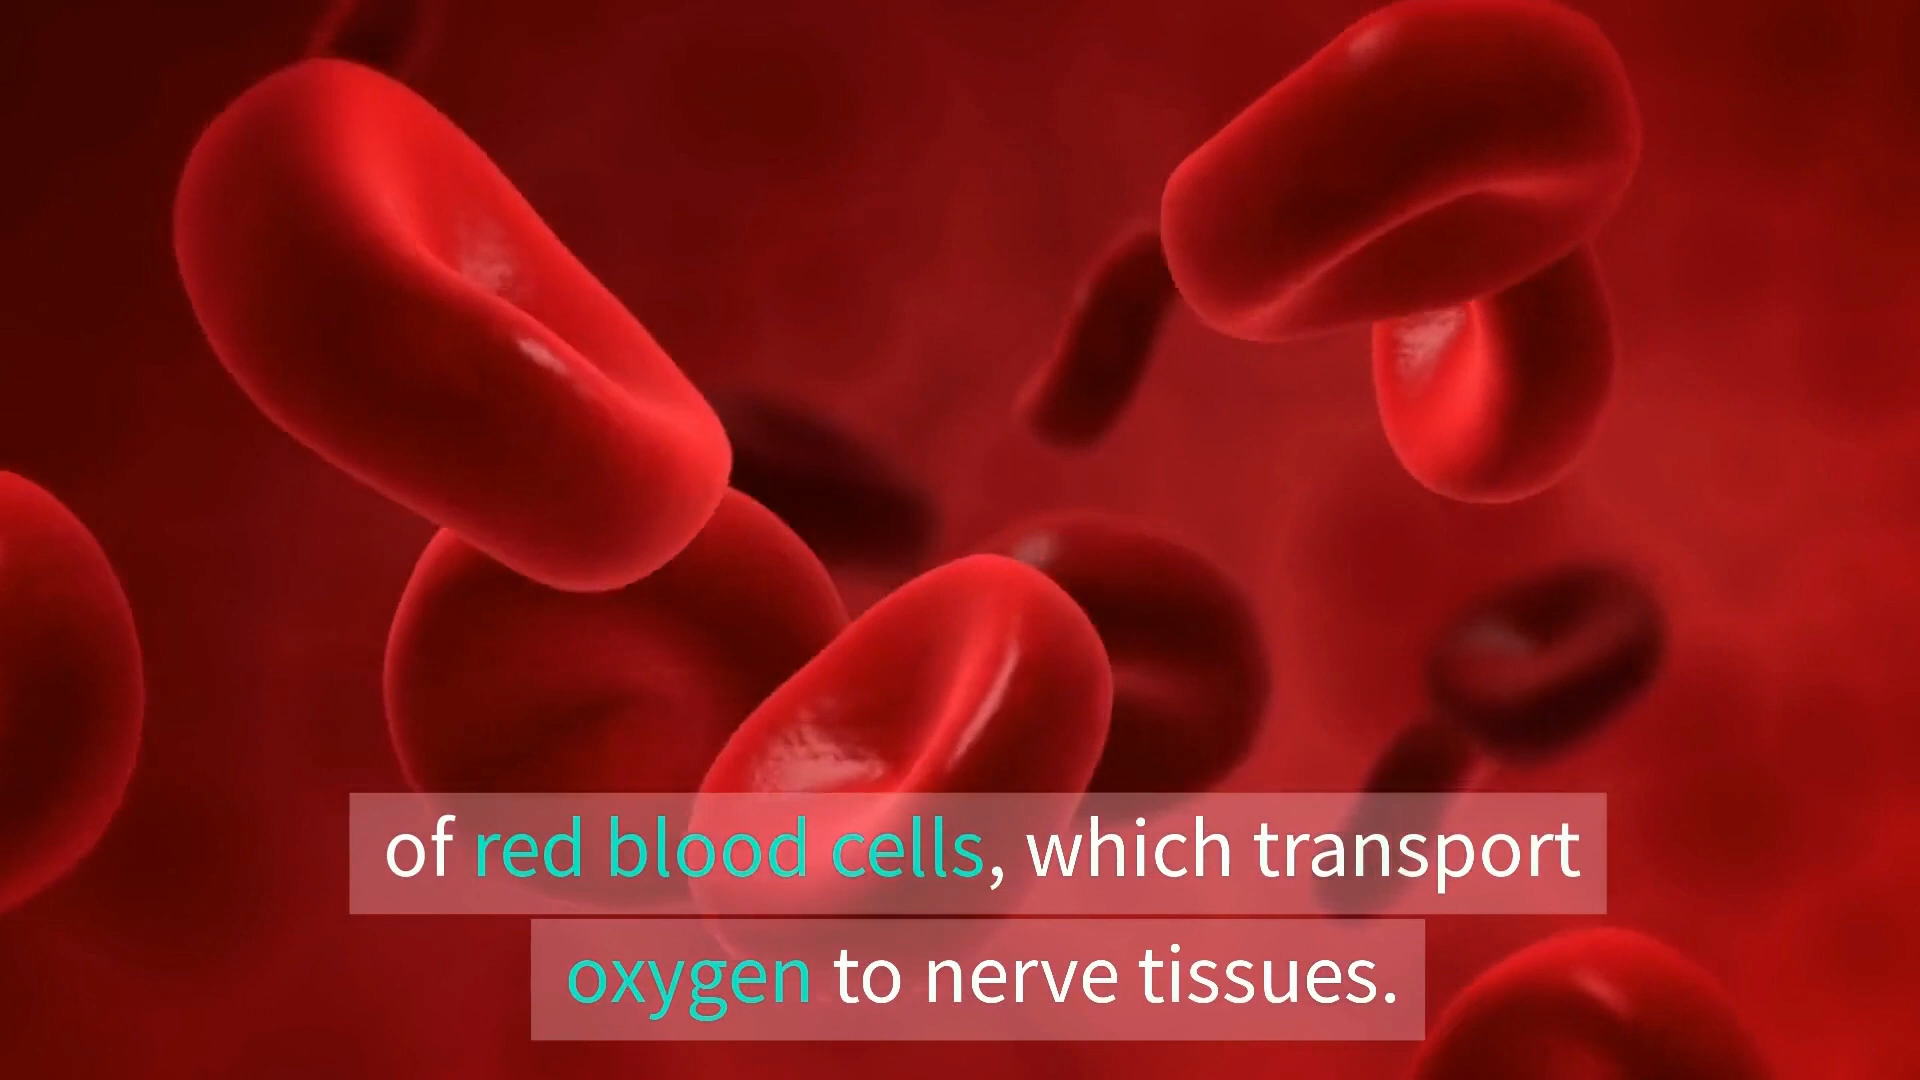 of red blood cells, which transport
oxygen to nerve tissues.